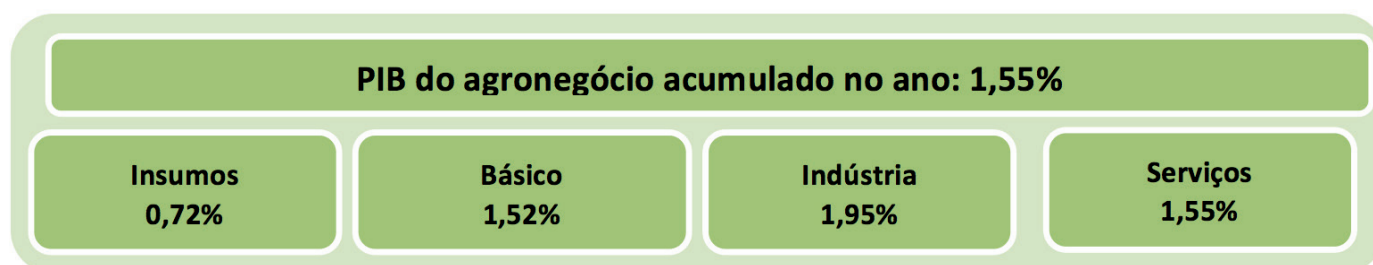 PIB do agronegócio acumulado no ano: 1,55%
Insumos
0,72%
Básico
1,52%
Indústria
1,95%
Serviços
1,55%